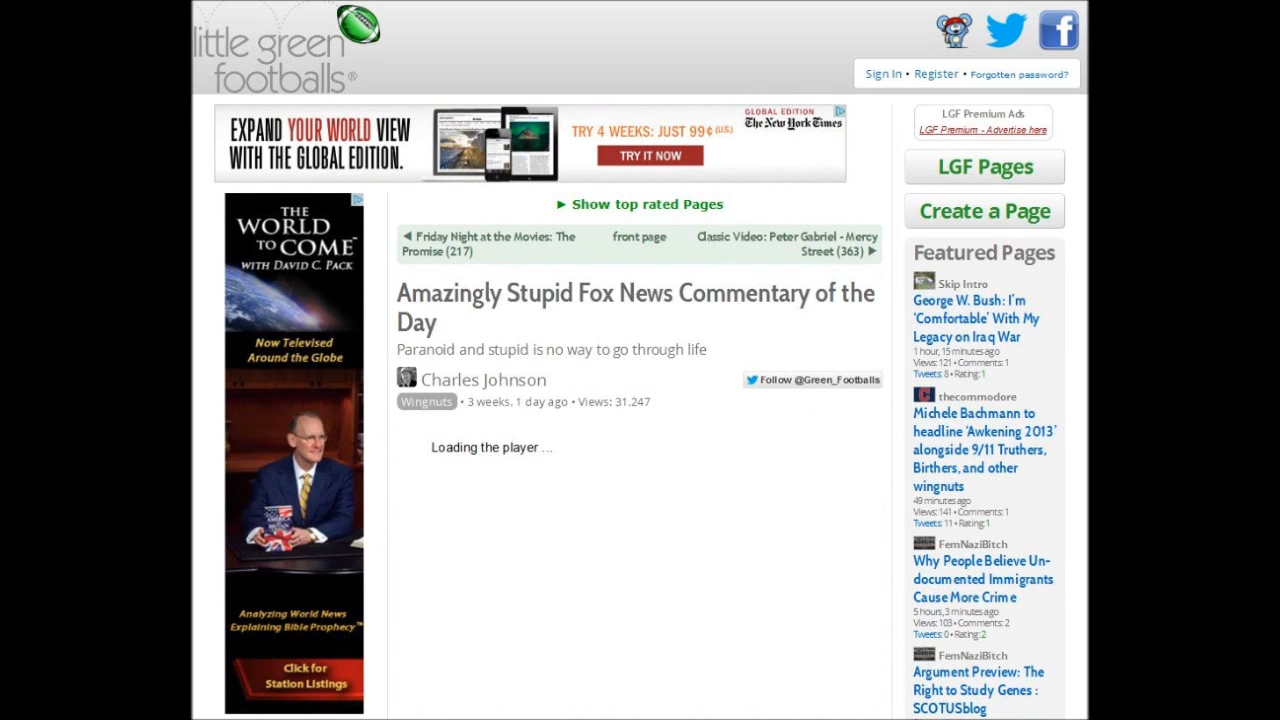 little green
footballs®
Sign In • Register • Forgotten password?
EXPAND YOUR WORLD VIEW
WITH THE GLOBAL EDITION.
TRY 4 WEEKS: JUST 99¢ (U.S.)
TRY IT NOW
GLOBAL EDITION
The New York Times
LGF Premium Ads
LGF Premium - Advertise here
LGF Pages
Create a Page
THE
WORLD
TO COME™
WITH DAVID C. PACK
Now Televised
Around the Globe
AMERICA
BRITAIN
Analyzing World News
Explaining Bible Prophecy™
Click for
Station Listings
► Show top rated Pages
◄ Friday Night at the Movies: The
Promise (217)
front page
Classic Video: Peter Gabriel - Mercy
Street (363) ►
Amazingly Stupid Fox News Commentary of the
Day
Paranoid and stupid is no way to go through life
Charles Johnson
Follow @Green_Footballs
Wingnuts • 3 weeks, 1 day ago • Views: 31,247
Loading the player ...
Featured Pages
Skip Intro
George W. Bush: I'm
'Comfortable' With My
Legacy on Iraq War
1 hour, 15 minutes ago
Views: 121 • Comments: 1
Tweets: 8 • Rating: 1
thecommodore
Michele Bachmann to
headline 'Awkening 2013'
alongside 9/11 Truthers,
Birthers, and other
wingnuts
49 minutes ago
Views: 141 • Comments: 1
Tweets: 11 • Rating: 1
FemNaziBitch
Why People Believe Un-
documented Immigrants
Cause More Crime
5 hours, 3 minutes ago
Views: 103 • Comments: 2
Tweets: 0 • Rating: 2
FemNaziBitch
Argument Preview: The
Right to Study Genes :
SCOTUSblog